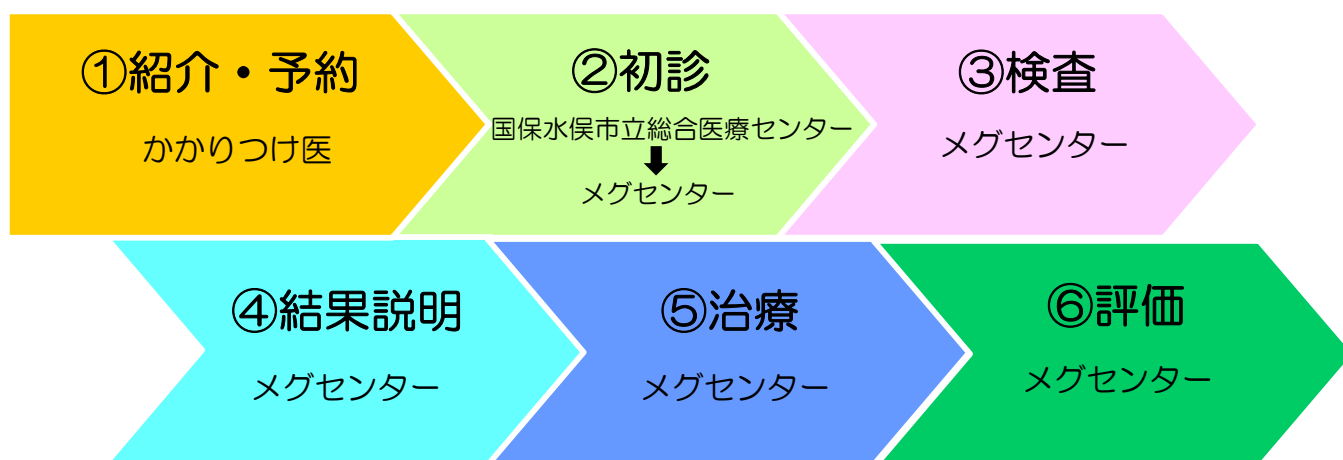 ①紹介・予約
かかりつけ医
②初診
国保水俣市立総合医療センター
メグセンター
③検査
メグセンター
④結果説明
メグセンター
⑤治療
メグセンター
⑥評価
メグセンター